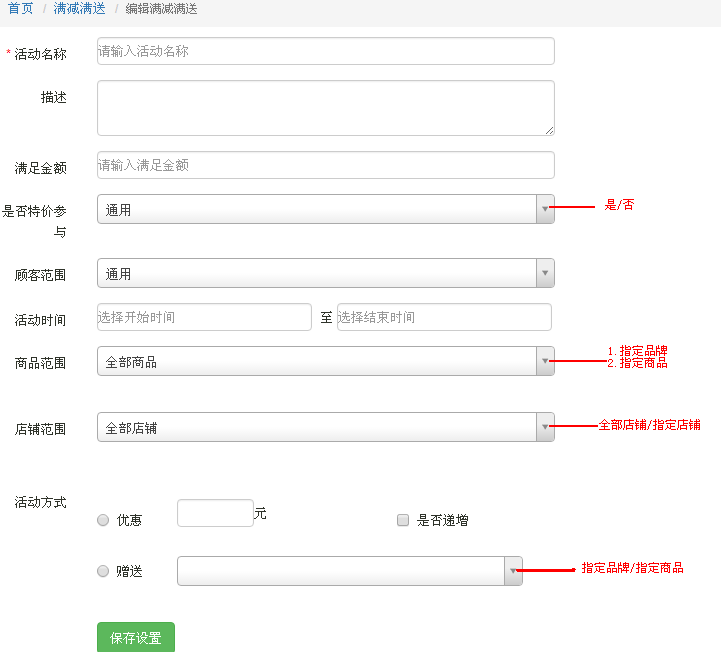 首页 / 满减满送 / 编辑满减满送
* 活动名称 请输入活动名称
描述
满足金额 请输入满足金额
是否特价参与 通用 是/否
顾客范围 通用
活动时间 选择开始时间 至 选择结束时间
商品范围 全部商品 1.指定品牌
2.指定商品
店铺范围 全部店铺 全部店铺/指定店铺
活动方式
优惠 元 是否递增
赠送 指定品牌/指定商品
保存设置